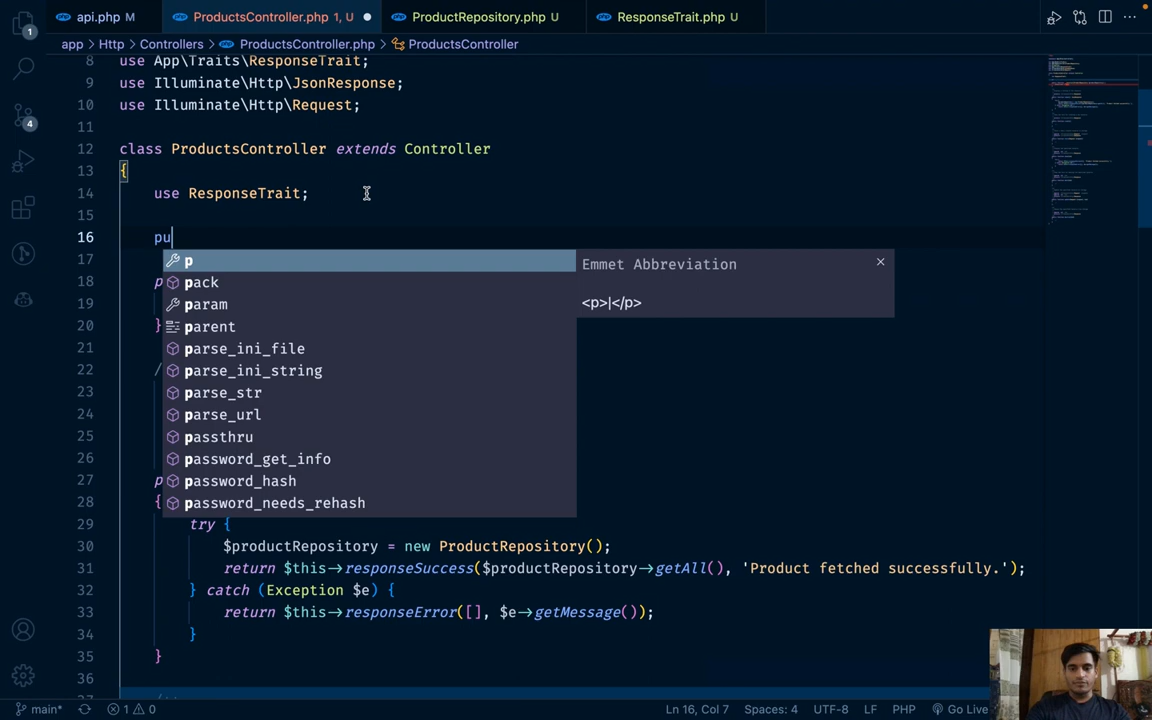 api.php M
ProductsController.php 1, U
ProductRepository.php U
ResponseTrait.php U
1
app > Http > Controllers > ProductsController.php > ProductsController
8 use App\Traits\ResponseTrait;
9 use Illuminate\Http\JsonResponse;
10 use Illuminate\Http\Request;
11
12 class ProductsController extends Controller
13 {
14 use ResponseTrait;
15
16 pu
17 p
Emmet Abbreviation
18 p pack
<p>|</p>
19 param
20 } parent
21 parse_ini_file
22 / parse_ini_string
23 parse_str
24 parse_url
25 passthru
26 password_get_info
27 p password_hash
28 { password_needs_rehash
29 try {
30 $productRepository = new ProductRepository();
31 return $this->responseSuccess($productRepository->getAll(), 'Product fetched successfully.');
32 } catch (Exception $e) {
33 return $this->responseError([], $e->getMessage());
34 }
35 }
36
4
main*
1 0
Ln 16, Col 7
Spaces: 4
UTF-8
LF
PHP
Go Live